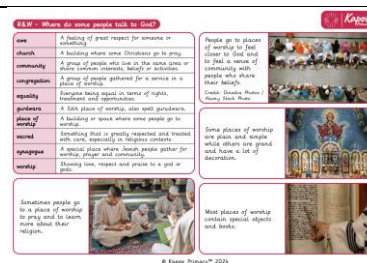 R&W - Where do some people talk to God?
Kapow
awe
A feeling of great respect for someone or
something.
church
A building where some Christians go to pray.
community
A group of people who live in the same area or
share common interests, beliefs or activities.
congregation
A group of people gathered for a service in a
place of worship.
equality
Everyone being equal in terms of rights,
treatment and opportunities.
gurdwara
A Sikh place of worship, also spelt gurudwara.
place of
worship
A building or space where some people go to
worship.
sacred
Something that is greatly respected and treated
with care, especially in religious contexts.
synagogue
A special place where Jewish people gather for
worship, prayer and community.
worship
Showing love, respect and praise to a god or
gods.
Sometimes people go
to a place of worship
to pray and to learn
more about their
religion.
People go to places
of worship to feel
closer to God and
to feel a sense of
community with
people who share
their beliefs.
Credit: Dinodia Photos /
Alamy Stock Photo
Some places of
worship are plain
and simple
while others are grand
and have a lot of
decoration.
Most places of worship
contain special objects
and books.
© Kapow Primary™ 2024